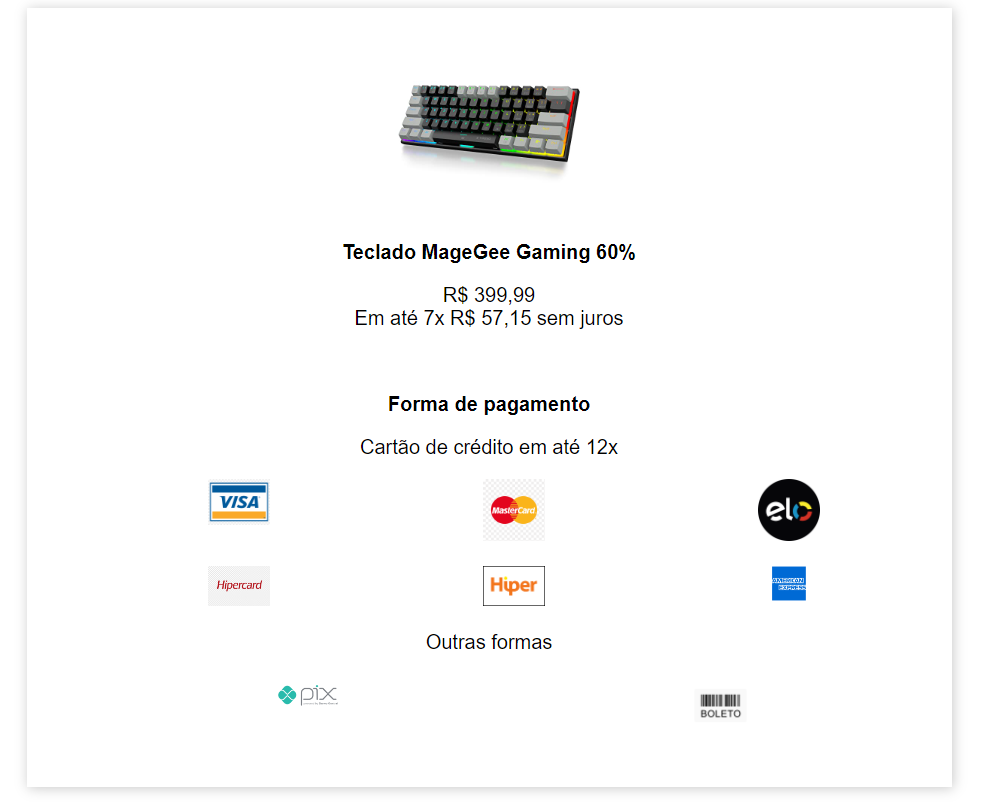 Teclado MageGee Gaming 60%
R$ 399,99
Em até 7x R$ 57,15 sem juros
Forma de pagamento
Cartão de crédito em até 12x
VISA
MasterCard
elo
Hipercard
Hiper
AMERICAN
EXPRESS
Outras formas
pix
BOLETO